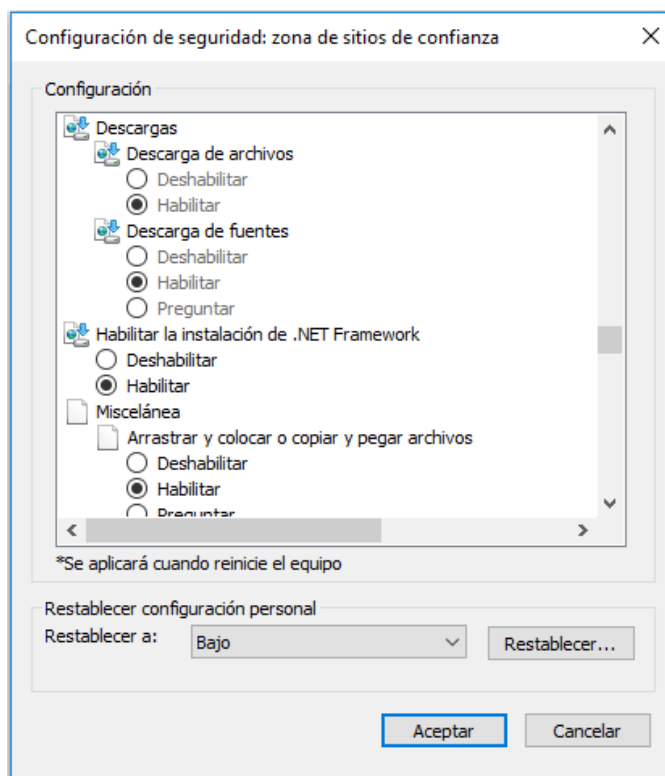 Configuración de seguridad: zona de sitios de confianza
Configuración
Descargas
Descarga de archivos
Deshabilitar
Habilitar
Descarga de fuentes
Deshabilitar
Habilitar
Preguntar
Habilitar la instalación de .NET Framework
Deshabilitar
Habilitar
Miscelánea
Arrastrar y colocar o copiar y pegar archivos
Deshabilitar
Habilitar
Preguntar
*Se aplicará cuando reinicie el equipo
Restablecer configuración personal
Restablecer a:
Bajo
Restablecer...
Aceptar
Cancelar